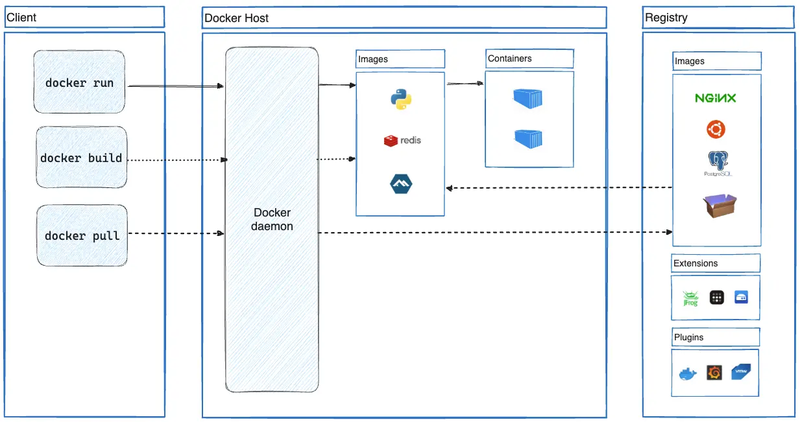 Client
docker run
docker build
docker pull
Docker Host
Docker
daemon
Images
redis
Containers
Registry
Images
NGINX
PostgreSQL
Extensions
JFrog
Plugins